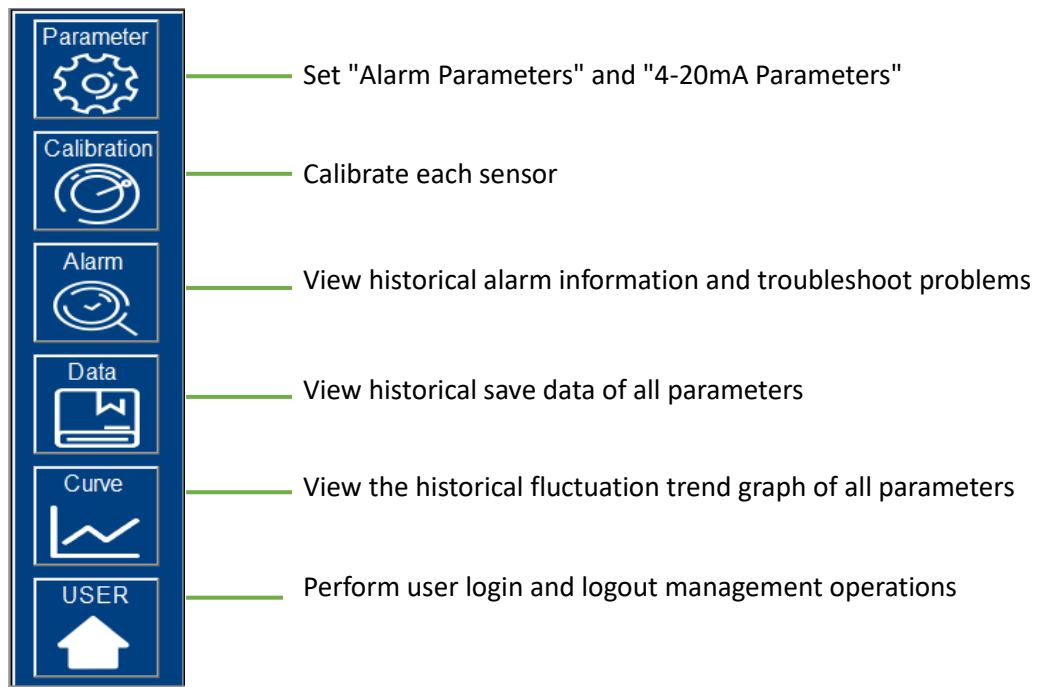 Parameter
Set "Alarm Parameters" and "4-20mA Parameters"
Calibration
Calibrate each sensor
Alarm
View historical alarm information and troubleshoot problems
Data
View historical save data of all parameters
Curve
View the historical fluctuation trend graph of all parameters
USER
Perform user login and logout management operations